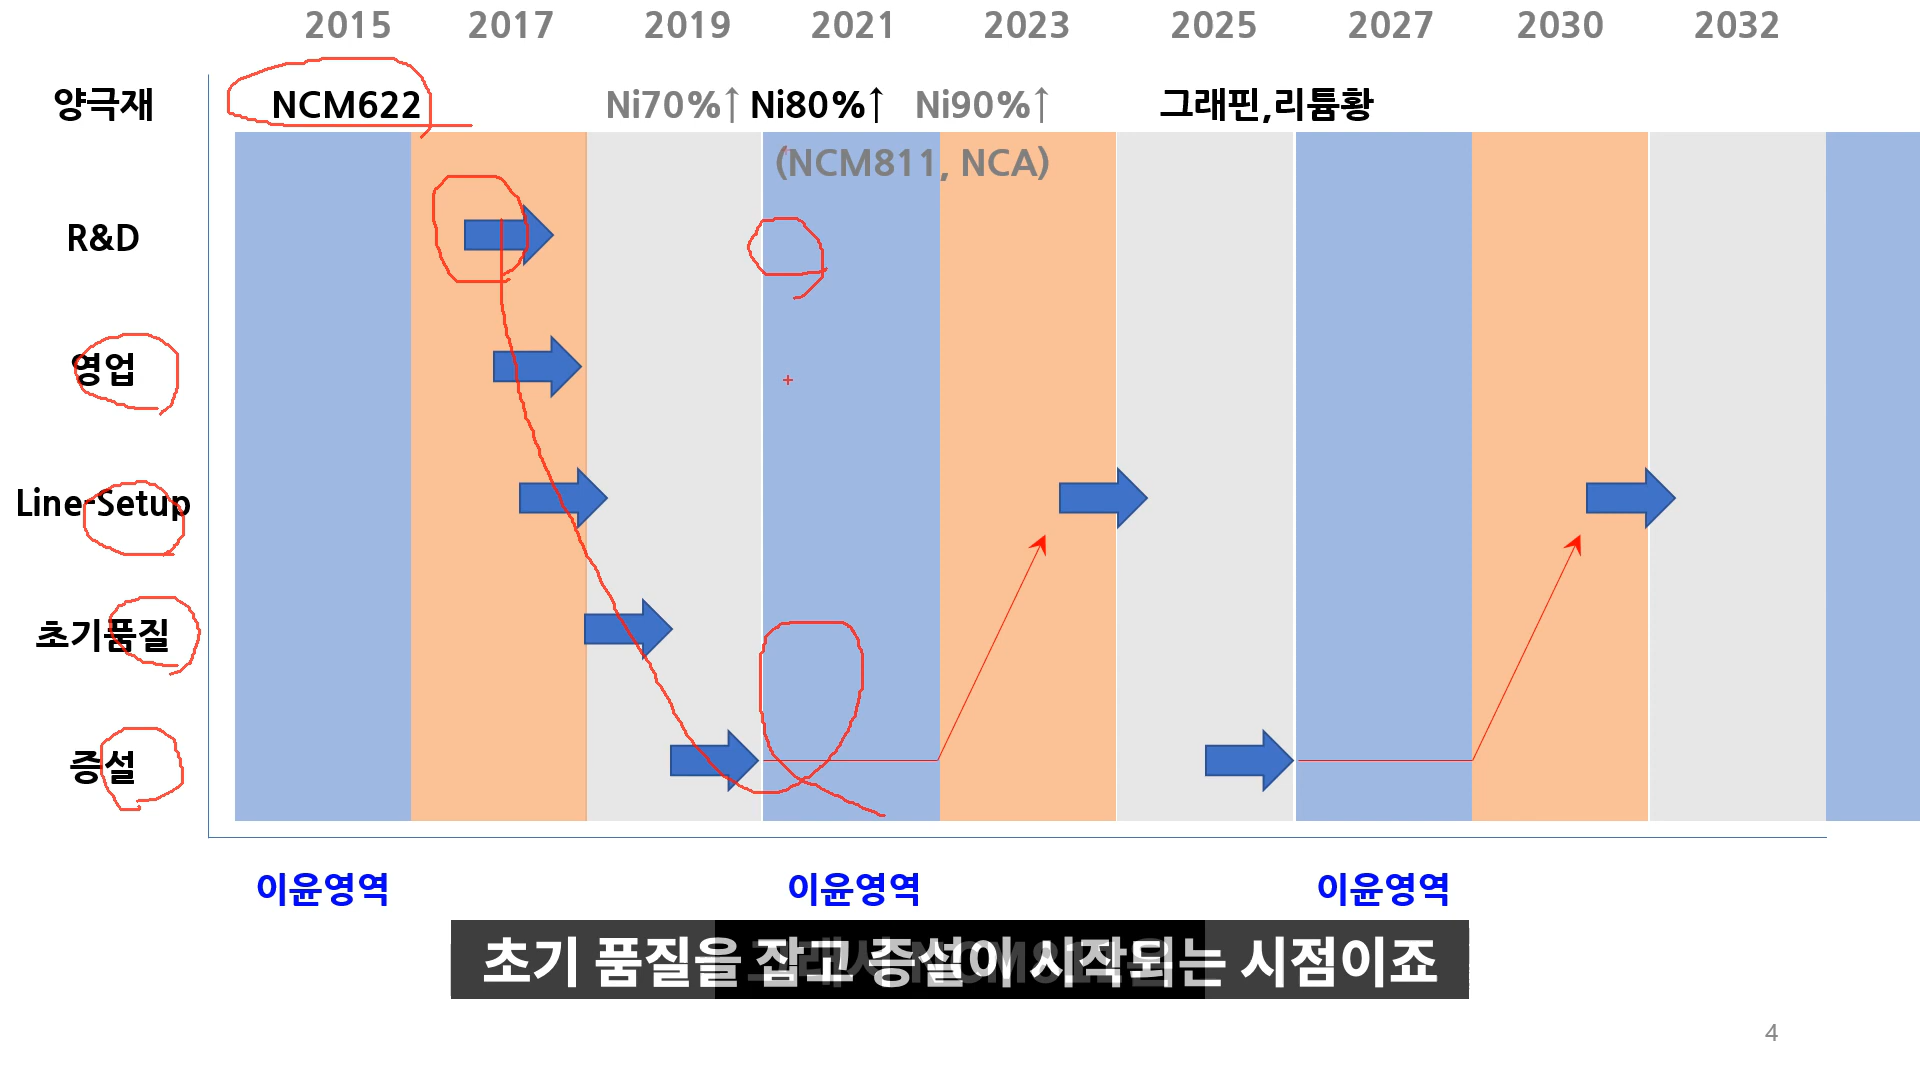 2015 2017 2019 2021 2023 2025 2027 2030 2032
양극재 NCM622 Ni70%↑ Ni80%↑ Ni90%↑ 그래핀,리튬황
(NCM811, NCA)
R&D
영업
Line-Setup
초기품질
증설
이윤영역 이윤영역 이윤영역
초기 품질을 잡고 증설이 시작되는 시점이죠
4